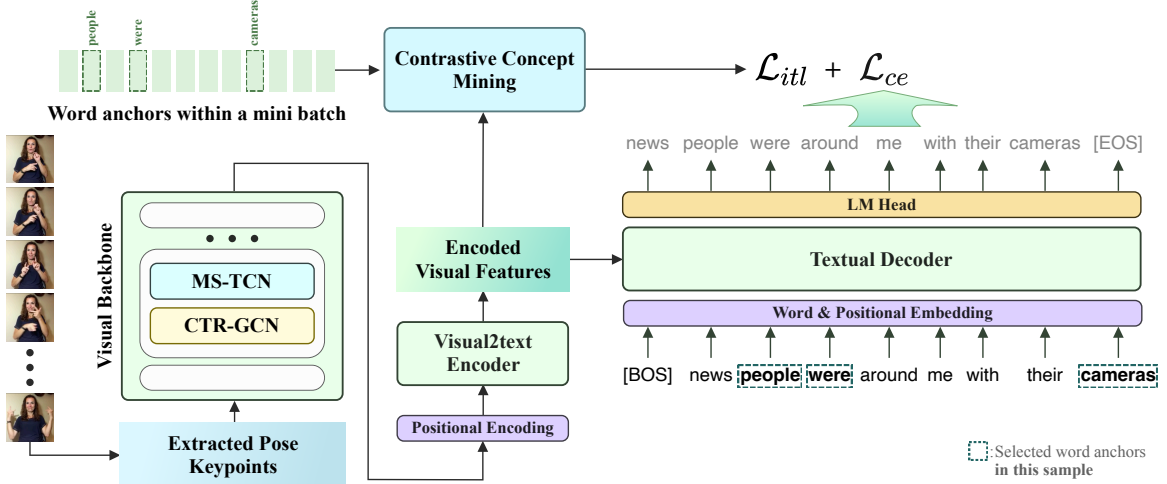 people
were
cameras
Word anchors within a mini batch
Contrastive Concept
Mining
ℒ_itl + ℒ_ce
news people were around me with their cameras [EOS]
LM Head
Textual Decoder
Word & Positional Embedding
[BOS] news people were around me with their cameras
Visual Backbone
MS-TCN
CTR-GCN
Encoded
Visual Features
Visual2text
Encoder
Positional Encoding
Extracted Pose
Keypoints
:Selected word anchors
in this sample